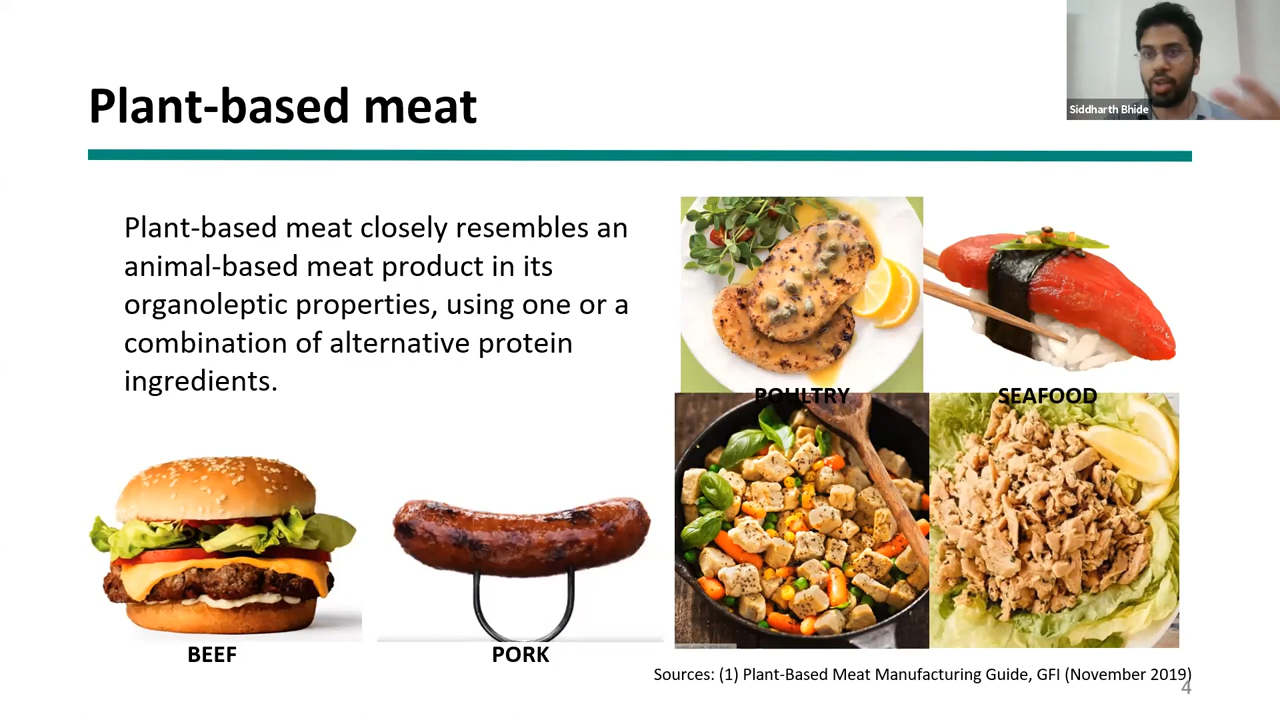 Siddharth Bhide
Plant-based meat
Plant-based meat closely resembles an
animal-based meat product in its
organoleptic properties, using one or a
combination of alternative protein
ingredients.
POULTRY
SEAFOOD
BEEF
PORK
Sources: (1) Plant-Based Meat Manufacturing Guide, GFI (November 2019)
4